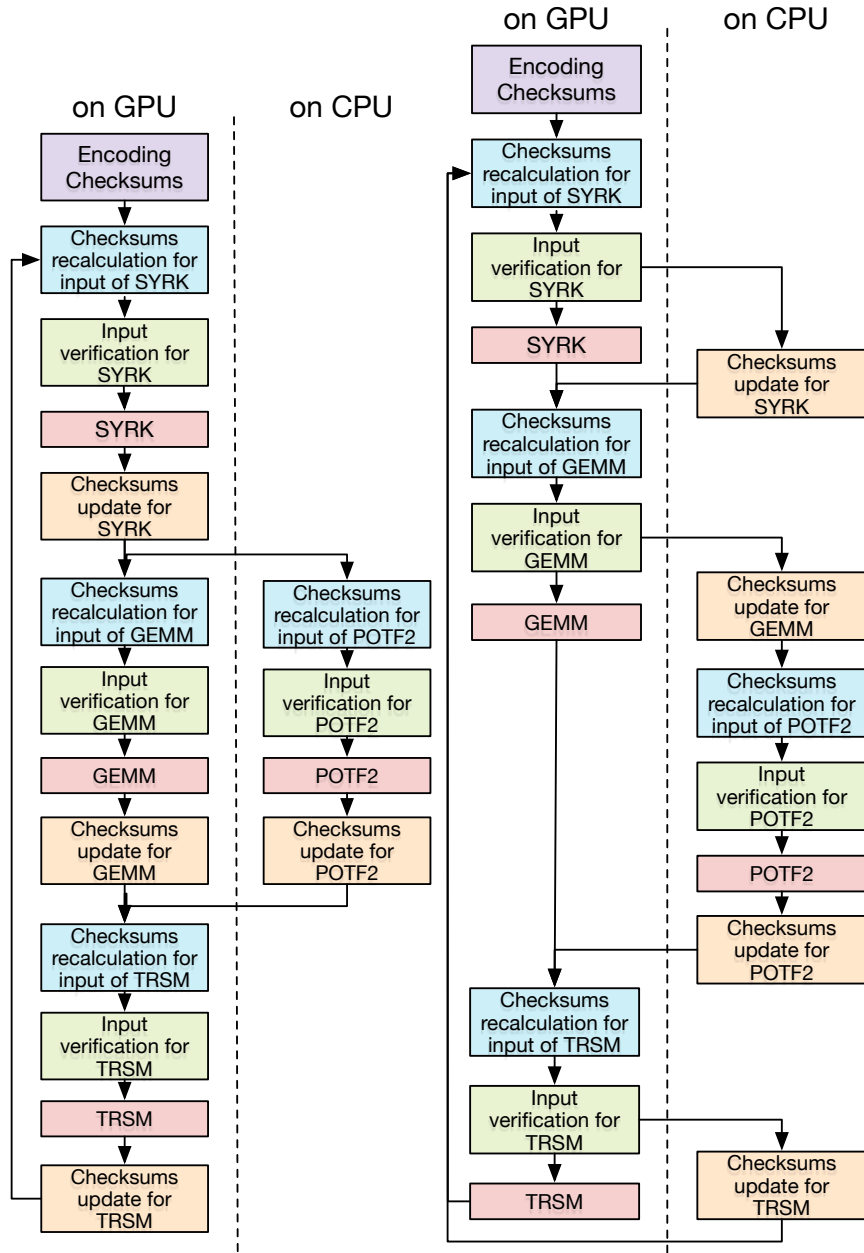 on GPU
on CPU
Encoding
Checksums
Checksums
recalculation for
input of SYRK
Input
verification for
SYRK
SYRK
Checksums
update for
SYRK
Checksums
recalculation for
input of GEMM
Input
verification for
GEMM
GEMM
Checksums
update for
GEMM
Checksums
recalculation for
input of POTF2
Input
verification for
POTF2
POTF2
Checksums
update for
POTF2
Checksums
recalculation for
input of TRSM
Input
verification for
TRSM
TRSM
Checksums
update for
TRSM
on GPU
on CPU
Encoding
Checksums
Checksums
recalculation for
input of SYRK
Input
verification for
SYRK
SYRK
Checksums
update for
SYRK
Checksums
recalculation for
input of GEMM
Input
verification for
GEMM
GEMM
Checksums
update for
GEMM
Checksums
recalculation for
input of POTF2
Input
verification for
POTF2
POTF2
Checksums
update for
POTF2
Checksums
recalculation for
input of TRSM
Input
verification for
TRSM
TRSM
Checksums
update for
TRSM